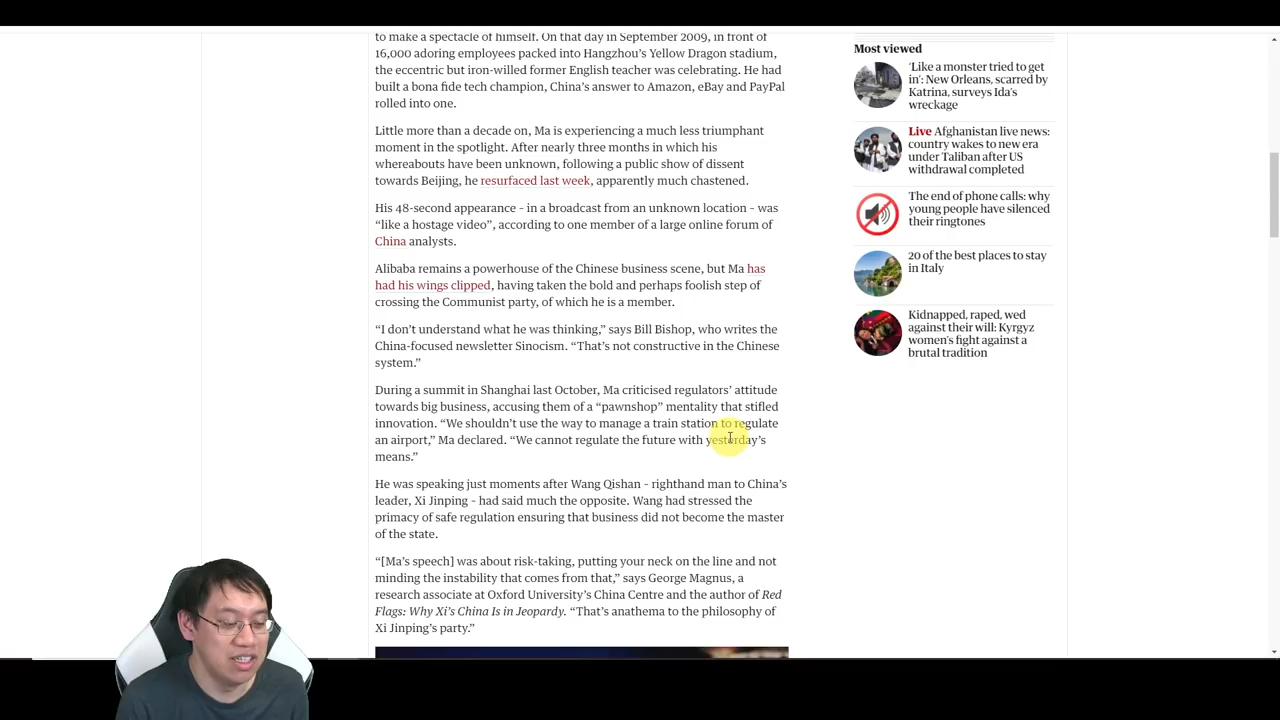 to make a spectacle of himself. On that day in September 2009, in front of
16,000 adoring employees packed into Hangzhou's Yellow Dragon stadium,
the eccentric but iron-willed former English teacher was celebrating. He had
built a bona fide tech champion, China's answer to Amazon, eBay and PayPal
rolled into one.
Little more than a decade on, Ma is experiencing a much less triumphant
moment in the spotlight. After nearly three months in which his
whereabouts have been unknown, following a public show of dissent
towards Beijing, he resurfaced last week, apparently much chastened.
His 48-second appearance – in a broadcast from an unknown location – was
“like a hostage video”, according to one member of a large online forum of
China analysts.
Alibaba remains a powerhouse of the Chinese business scene, but Ma has
had his wings clipped, having taken the bold and perhaps foolish step of
crossing the Communist party, of which he is a member.
“I don't understand what he was thinking,” says Bill Bishop, who writes the
China-focused newsletter Sinocism. “That's not constructive in the Chinese
system.”
During a summit in Shanghai last October, Ma criticised regulators' attitude
towards big business, accusing them of a “pawnshop” mentality that stifled
innovation. “We shouldn't use the way to manage a train station to regulate
an airport,” Ma declared. “We cannot regulate the future with yesterday's
means.”
He was speaking just moments after Wang Qishan – righthand man to China's
leader, Xi Jinping – had said much the opposite. Wang had stressed the
primacy of safe regulation ensuring that business did not become the master
of the state.
“[Ma's speech] was about risk-taking, putting your neck on the line and not
minding the instability that comes from that,” says George Magnus, a
research associate at Oxford University's China Centre and the author of Red
Flags: Why Xi's China Is in Jeopardy. “That's anathema to the philosophy of
Xi Jinping's party.”
Most viewed
‘Like a monster tried to get
in’: New Orleans, scarred by
Katrina, surveys Ida's
wreckage
Live Afghanistan live news:
country wakes to new era
under Taliban after US
withdrawal completed
The end of phone calls: why
young people have silenced
their ringtones
20 of the best places to stay
in Italy
Kidnapped, raped, wed
against their will: Kyrgyz
women's fight against a
brutal tradition